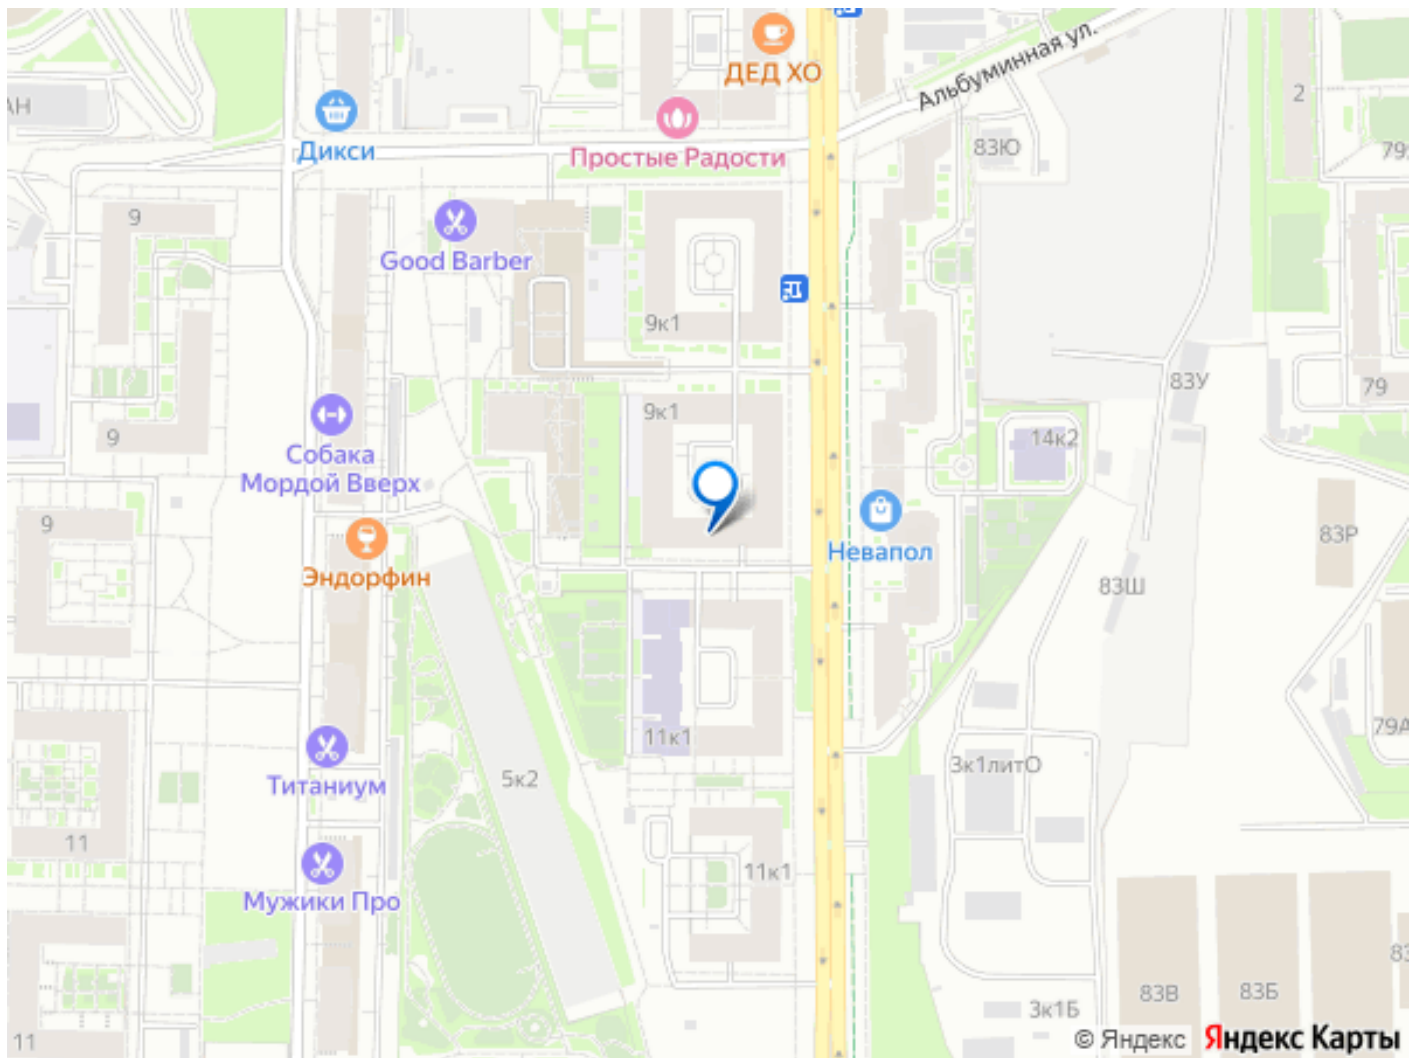 ДЕД ХО
Альбуминная ул.
2
АН
Дикси
Простые Радости
83Ю
9
Good Barber
9к1
83У
79
9к1
14к2
9
Собака
Мордой Вверх
9
Невапол
83Р
Эндорфин
83Ш
11к1
79А
3к1литО
Титаниум
5к2
11
11к1
Мужики Про
83В
83Б
3к1Б
11
© Яндекс Яндекс Карты